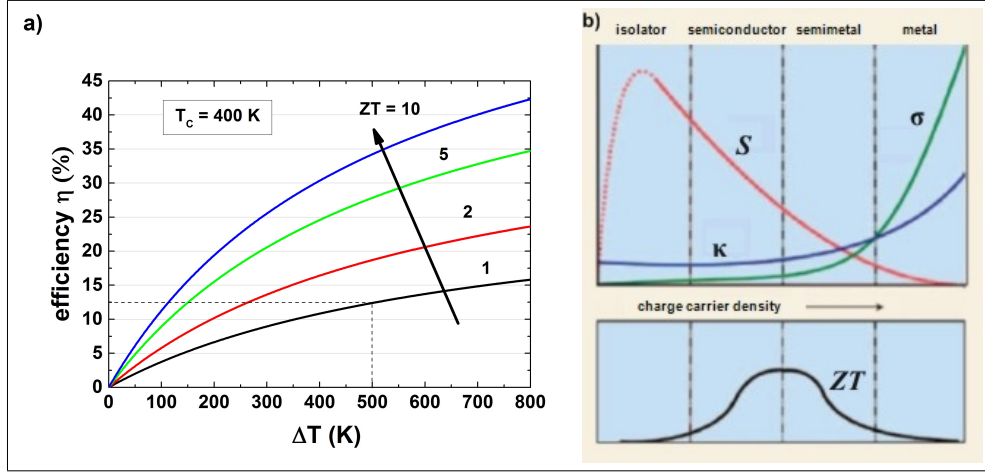 a)
T_C = 400 K
ZT = 10
5
2
1
45
40
35
30
25
20
15
10
5
0
efficiency η (%)
0 100 200 300 400 500 600 700 800
ΔT (K)
b)
isolator semiconductor semimetal metal
S
σ
κ
charge carrier density
ZT